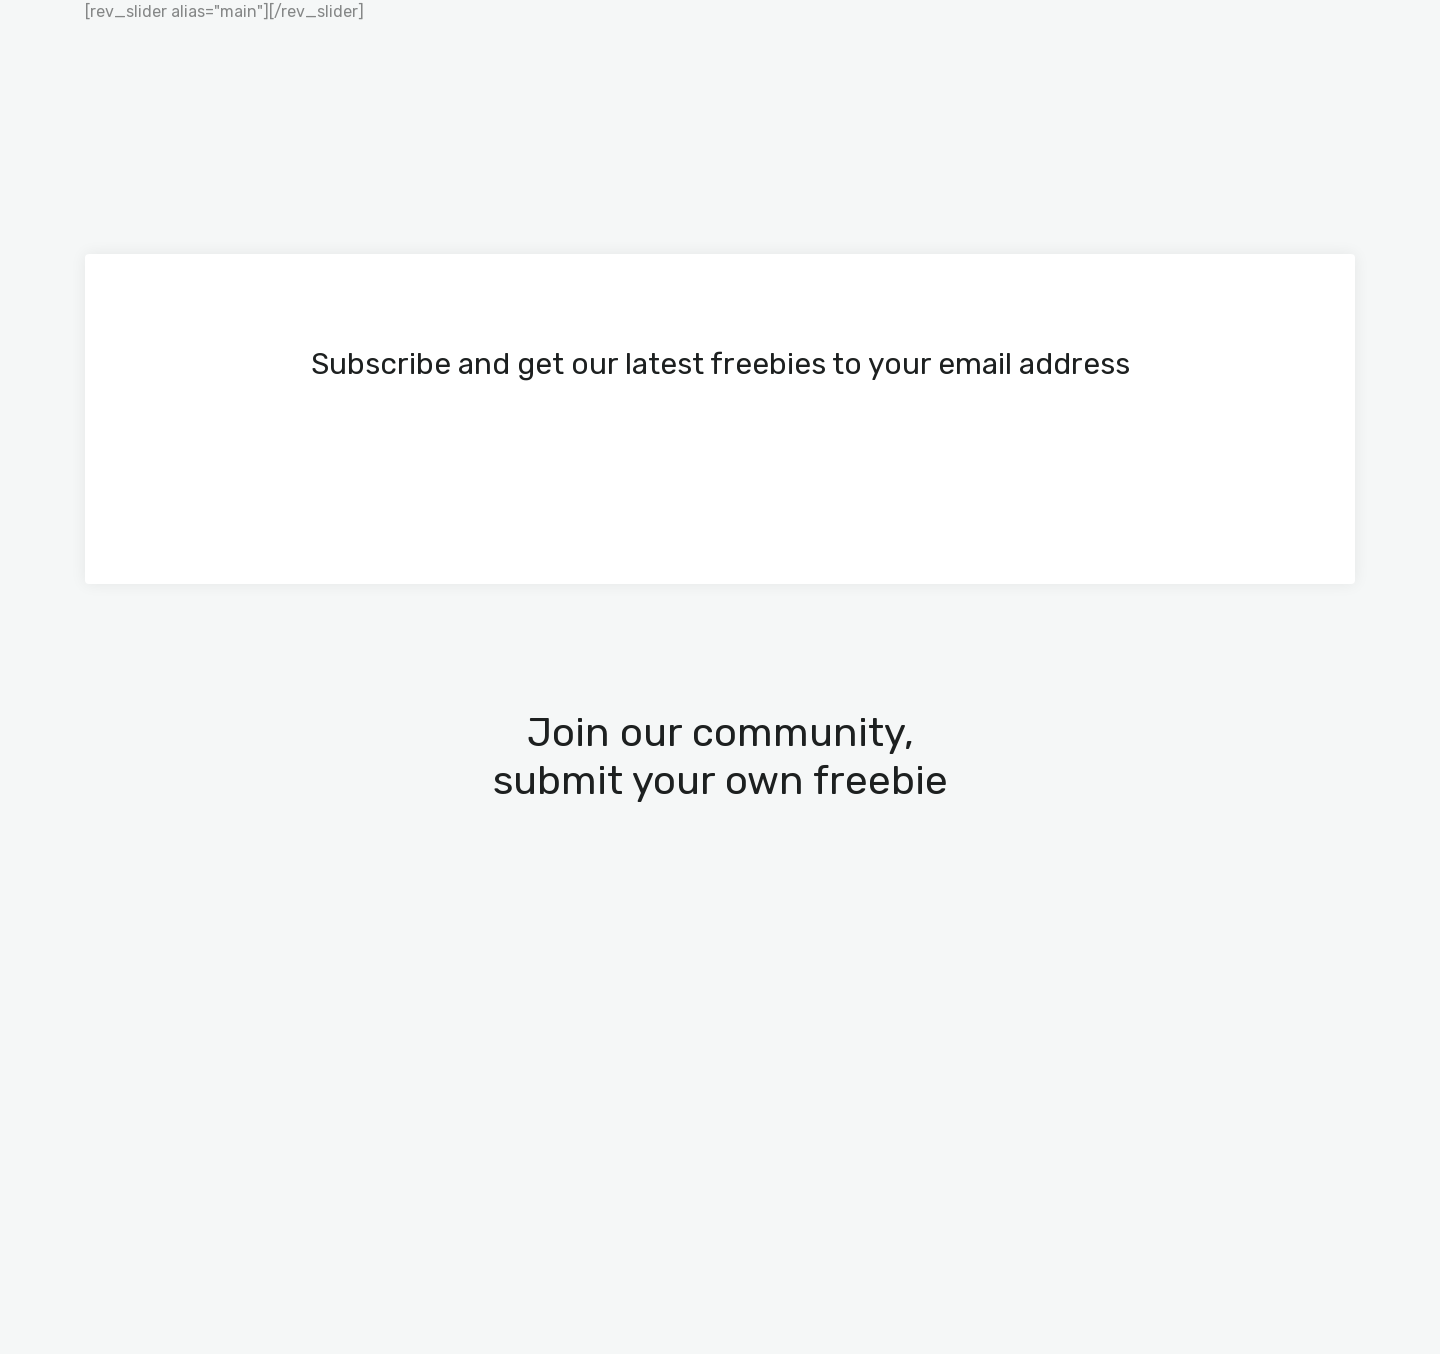 [rev_slider alias="main"][/rev_slider]
Subscribe and get our latest freebies to your email address
Join our community,
submit your own freebie